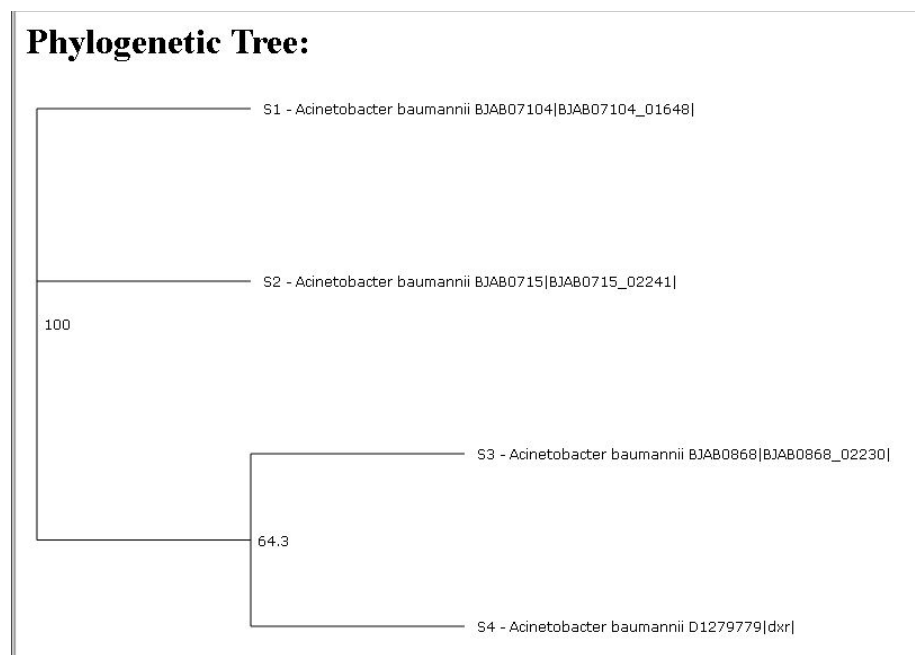 Phylogenetic Tree:
S1 - Acinetobacter baumannii BJAB07104|BJAB07104_01648|
S2 - Acinetobacter baumannii BJAB0715|BJAB0715_02241|
100
S3 - Acinetobacter baumannii BJAB0868|BJAB0868_02230|
64.3
S4 - Acinetobacter baumannii D1279779|dxr|